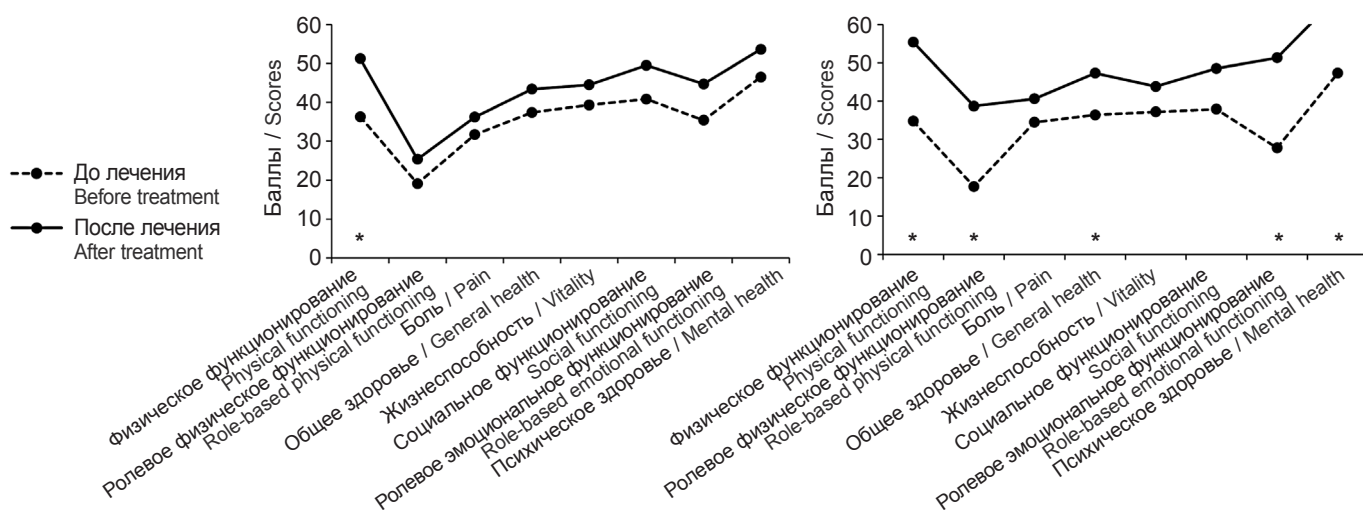 До лечения
Before treatment
После лечения
After treatment
Баллы / Scores
60
50
40
30
20
10
0
*
Физическое функционирование
Physical functioning
Ролевое физическое функционирование
Role-based physical functioning
Боль / Pain
Общее здоровье / General health
Жизнеспособность / Vitality
Социальное функционирование
Social functioning
Ролевое эмоциональное функционирование
Role-based emotional functioning
Психическое здоровье / Mental health
Баллы / Scores
60
50
40
30
20
10
0
* * * * *
Физическое функционирование
Physical functioning
Ролевое физическое функционирование
Role-based physical functioning
Боль / Pain
Общее здоровье / General health
Жизнеспособность / Vitality
Социальное функционирование
Social functioning
Ролевое эмоциональное функционирование
Role-based emotional functioning
Психическое здоровье / Mental health